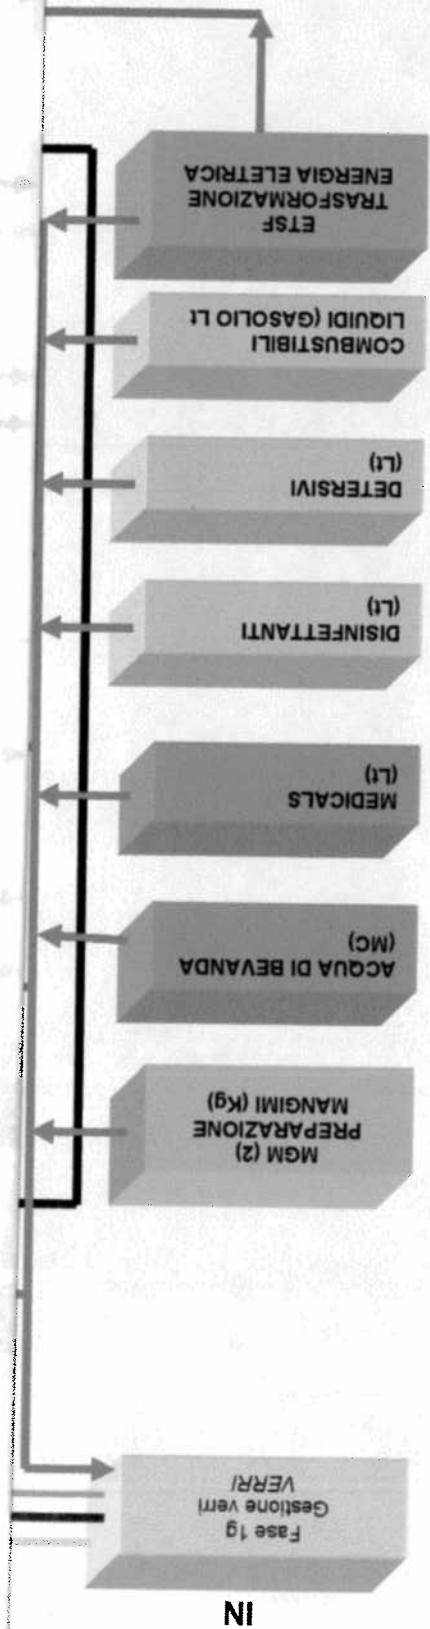 IN
Fase 1g
Gestione verri
VERRI
MGM (2)
PREPARAZIONE
MANGIMI (Kg)
ACQUA DI BEVANDA
(MC)
MEDICALS
(Lt)
DISINFETTANTI
(Lt)
DETERSIVI
(Lt)
COMBUSTIBILI
LIQUIDI (GASOLIO Lt
ETSF
TRASFORMAZIONE
ENERGIA ELETRICA